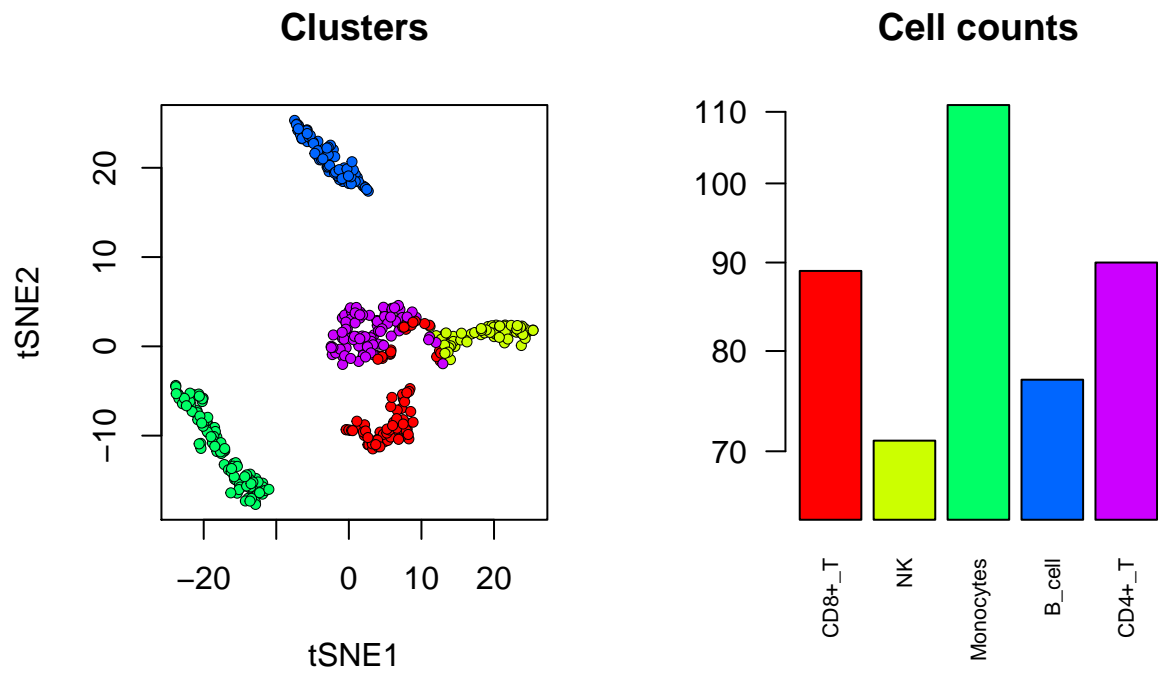 Clusters
tSNE2
20
10
0
−10
−20
0
10
20
tSNE1
Cell counts
110
100
90
80
70
CD8+_T
NK
Monocytes
B_cell
CD4+_T